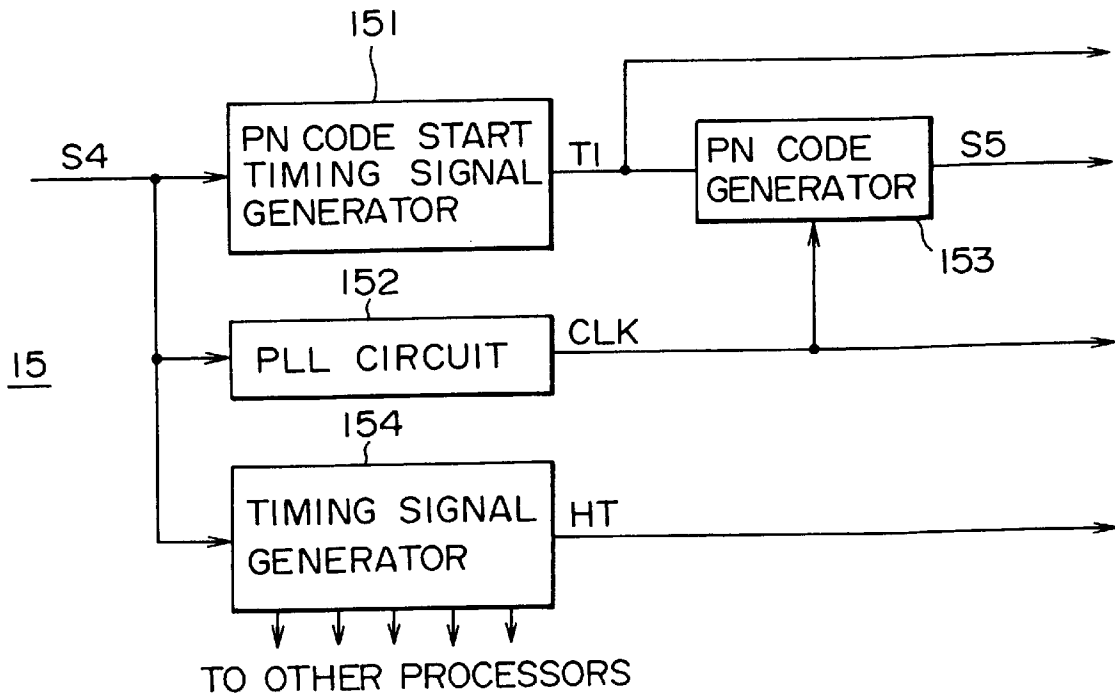 151
S4
PN CODE START
TIMING SIGNAL
GENERATOR
T1
PN CODE
GENERATOR
S5
153
152
15
PLL CIRCUIT
CLK
154
TIMING SIGNAL
GENERATOR
HT
TO OTHER PROCESSORS